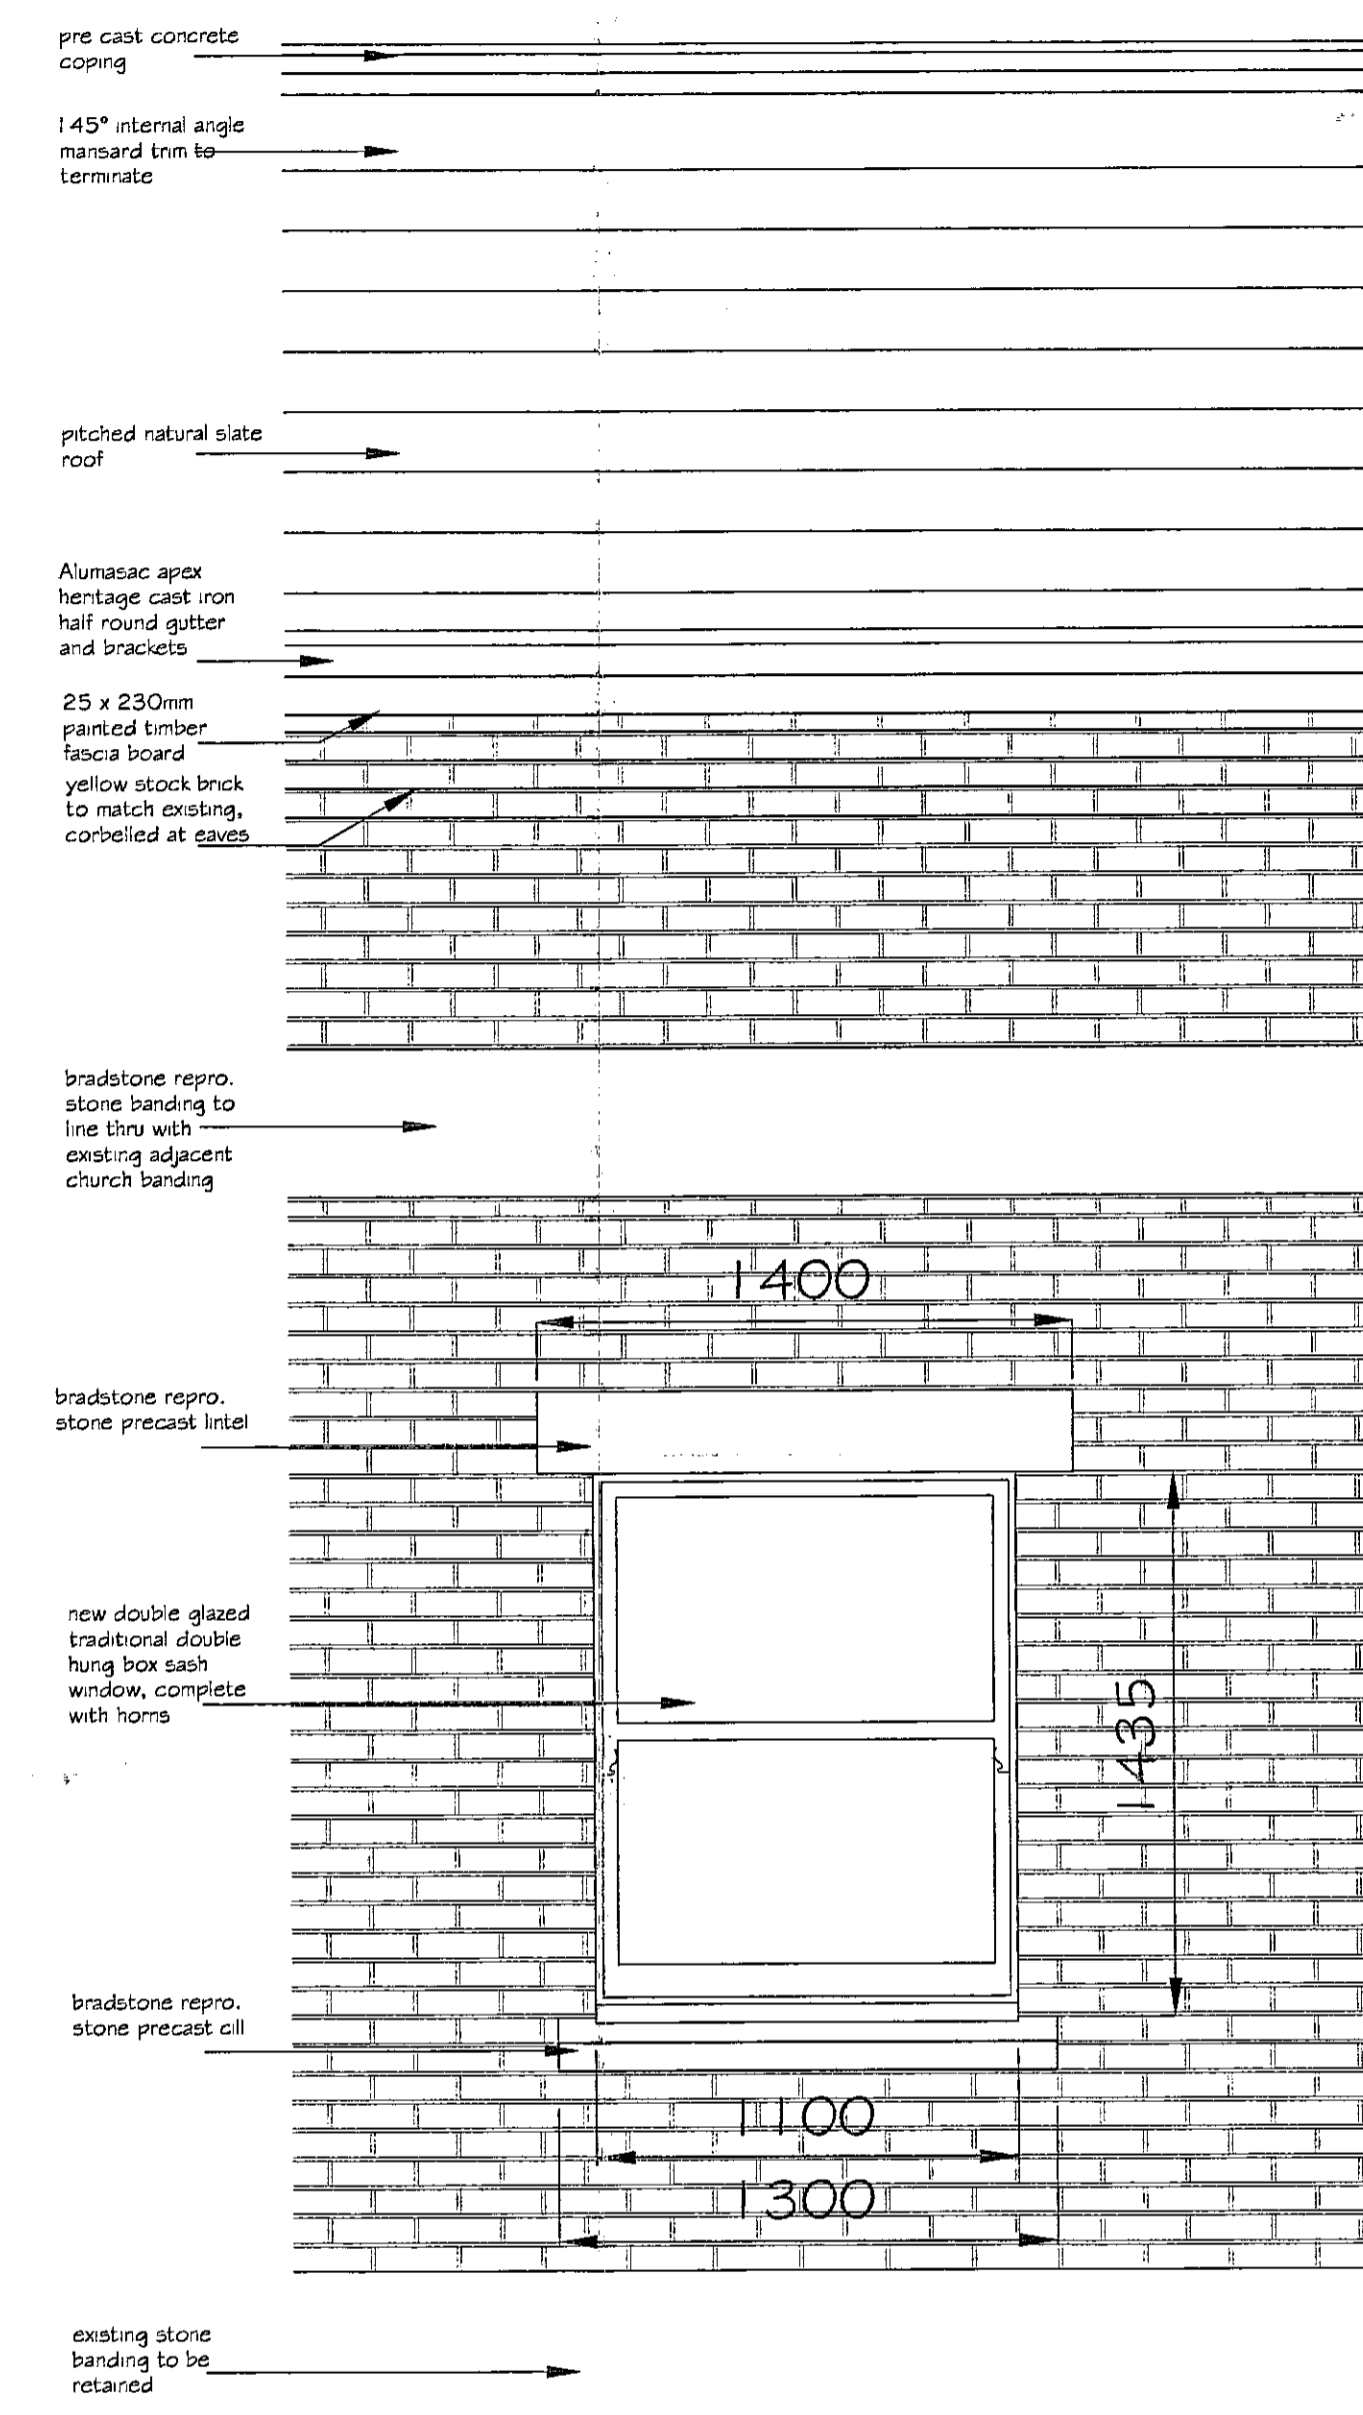 pre cast concrete
coping
145° internal angle
mansard trim to
terminate
pitched natural slate
roof
Alumasac apex
heritage cast iron
half round gutter
and brackets
25 x 230mm
painted timber
fascia board
yellow stock brick
to match existing,
corbelled at eaves
bradstone repro.
stone banding to
line thru with
existing adjacent
church banding
1400
bradstone repro.
stone precast lintel
new double glazed
traditional double
hung box sash
window, complete
with horns
1435
bradstone repro.
stone precast cill
1100
1300
existing stone
banding to be
retained